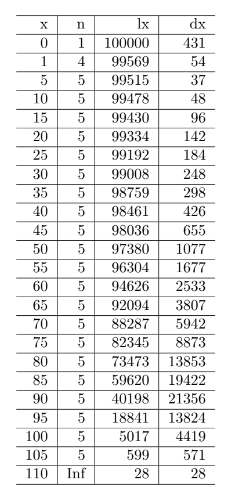 x n lx dx
0 1 100000 431
1 4 99569 54
5 5 99515 37
10 5 99478 48
15 5 99430 96
20 5 99334 142
25 5 99192 184
30 5 99008 248
35 5 98759 298
40 5 98461 426
45 5 98036 655
50 5 97380 1077
55 5 96304 1677
60 5 94626 2533
65 5 92094 3807
70 5 88287 5942
75 5 82345 8873
80 5 73473 13853
85 5 59620 19422
90 5 40198 21356
95 5 18841 13824
100 5 5017 4419
105 5 599 571
110 Inf 28 28